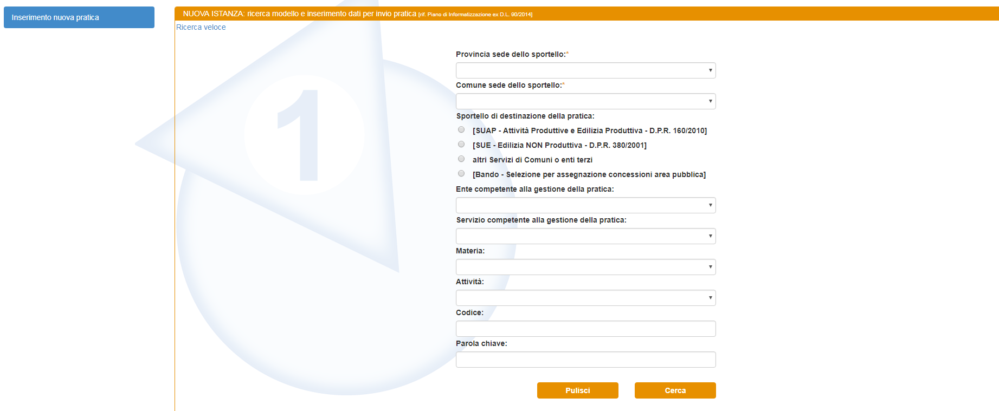 Inserimento nuova pratica
NUOVA ISTANZA: ricerca modello e inserimento dati per invio pratica [rif. Piano di Informatizzazione ex D.L. 90/2014]
Ricerca veloce
1
Provincia sede dello sportello:*
Comune sede dello sportello:*
Sportello di destinazione della pratica:
[SUAP - Attività Produttive e Edilizia Produttiva - D.P.R. 160/2010]
[SUE - Edilizia NON Produttiva - D.P.R. 380/2001]
altri Servizi di Comuni o enti terzi
[Bando - Selezione per assegnazione concessioni area pubblica]
Ente competente alla gestione della pratica:
Servizio competente alla gestione della pratica:
Materia:
Attività:
Codice:
Parola chiave:
Pulisci
Cerca